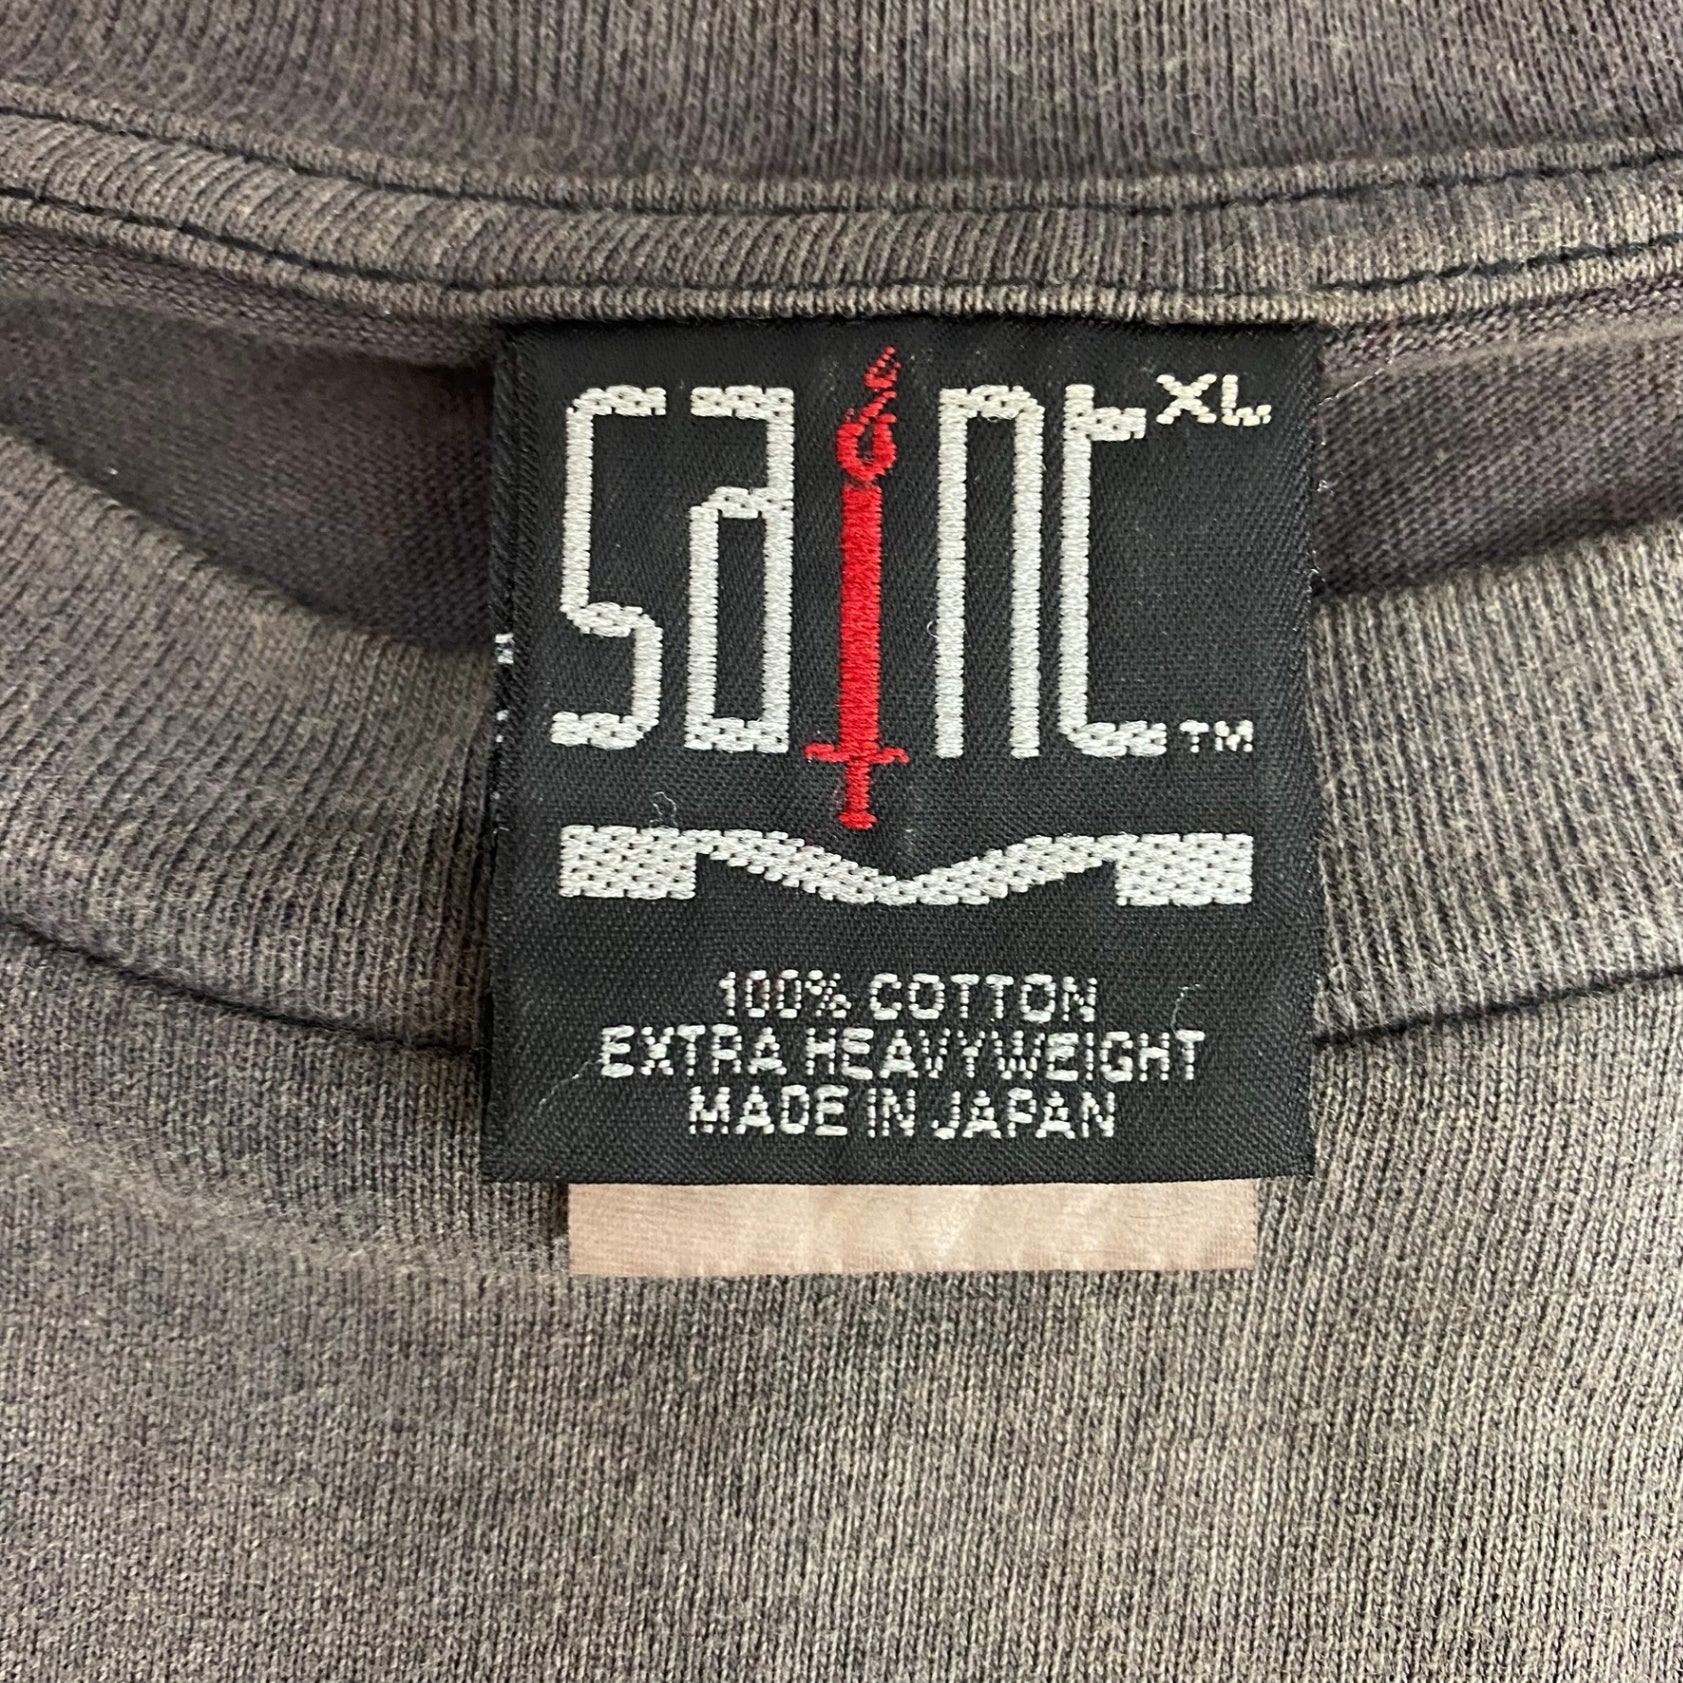 saint XL
TM
100% COTTON
EXTRA HEAVYWEIGHT
MADE IN JAPAN